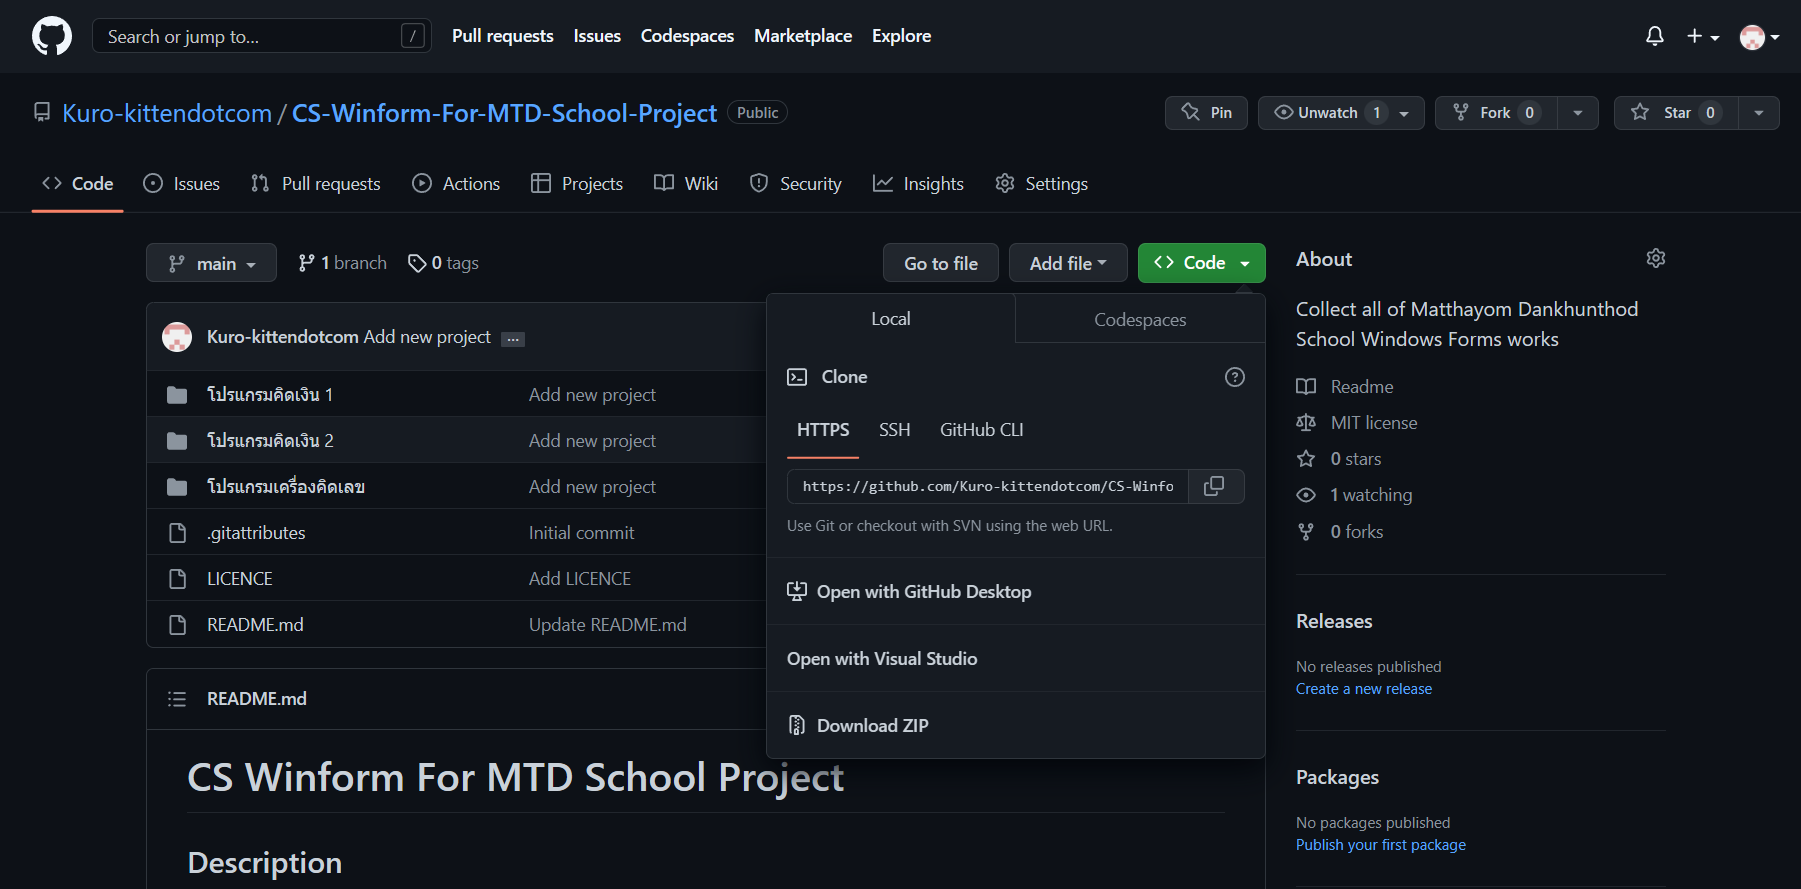 Search or jump to... /
Pull requests Issues Codespaces Marketplace Explore
Kuro-kittendotcom / CS-Winform-For-MTD-School-Project Public
Pin Unwatch 1 Fork 0 Star 0
Code Issues Pull requests Actions Projects Wiki Security Insights Settings
main 1 branch 0 tags Go to file Add file Code
Kuro-kittendotcom Add new project ...
โปรแกรมคิดเงิน 1 Add new project
โปรแกรมคิดเงิน 2 Add new project
โปรแกรมเครื่องคิดเลข Add new project
.gitattributes Initial commit
LICENCE Add LICENCE
README.md Update README.md
Local Codespaces
Clone
HTTPS SSH GitHub CLI
https://github.com/Kuro-kittendotcom/CS-Winfo
Use Git or checkout with SVN using the web URL.
Open with GitHub Desktop
Open with Visual Studio
Download ZIP
README.md
CS Winform For MTD School Project
Description
About
Collect all of Matthayom Dankhunthod
School Windows Forms works
Readme
MIT license
0 stars
1 watching
0 forks
Releases
No releases published
Create a new release
Packages
No packages published
Publish your first package